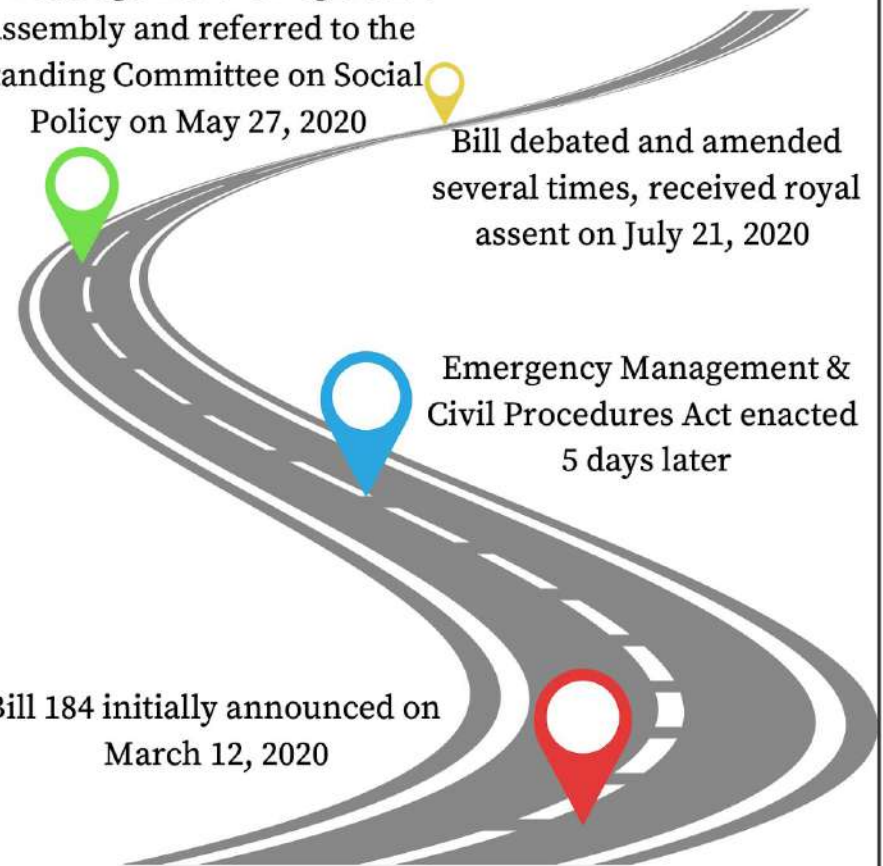 assembly and referred to the
tanding Committee on Social
Policy on May 27, 2020
Bill debated and amended
several times, received royal
assent on July 21, 2020
Emergency Management &
Civil Procedures Act enacted
5 days later
Bill 184 initially announced on
March 12, 2020